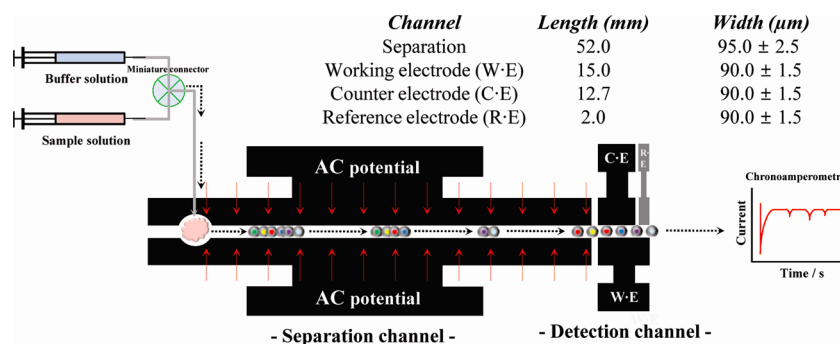 Channel Length (mm) Width (μm)
Separation 52.0 95.0 ± 2.5
Working electrode (W·E) 15.0 90.0 ± 1.5
Counter electrode (C·E) 12.7 90.0 ± 1.5
Reference electrode (R·E) 2.0 90.0 ± 1.5
Buffer solution
Miniature connector
Sample solution
AC potential
C·E
R·E
Chronoamperometr
Current
Time / s
AC potential
W·E
- Separation channel -
- Detection channel -